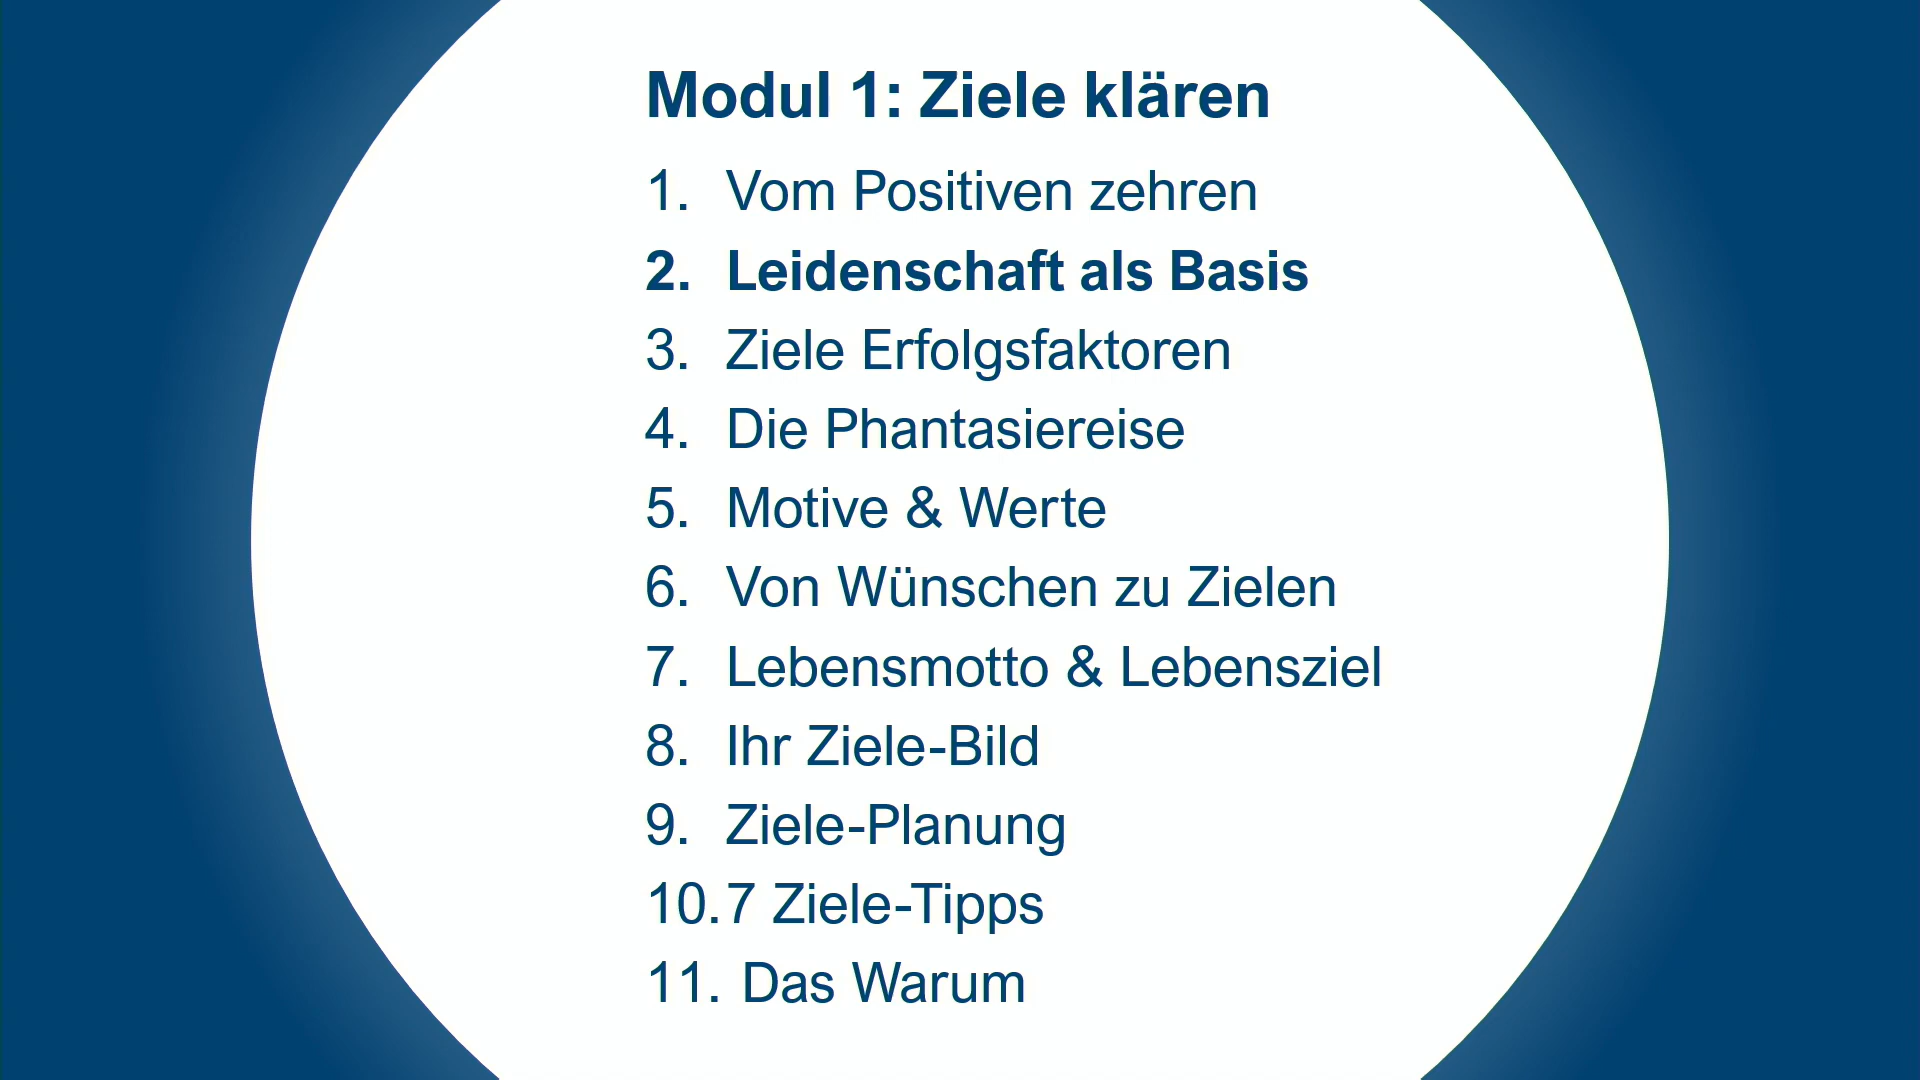 Modul 1: Ziele klären
1. Vom Positiven zehren
2. Leidenschaft als Basis
3. Ziele Erfolgsfaktoren
4. Die Phantasiereise
5. Motive & Werte
6. Von Wünschen zu Zielen
7. Lebensmotto & Lebensziel
8. Ihr Ziele-Bild
9. Ziele-Planung
10. 7 Ziele-Tipps
11. Das Warum